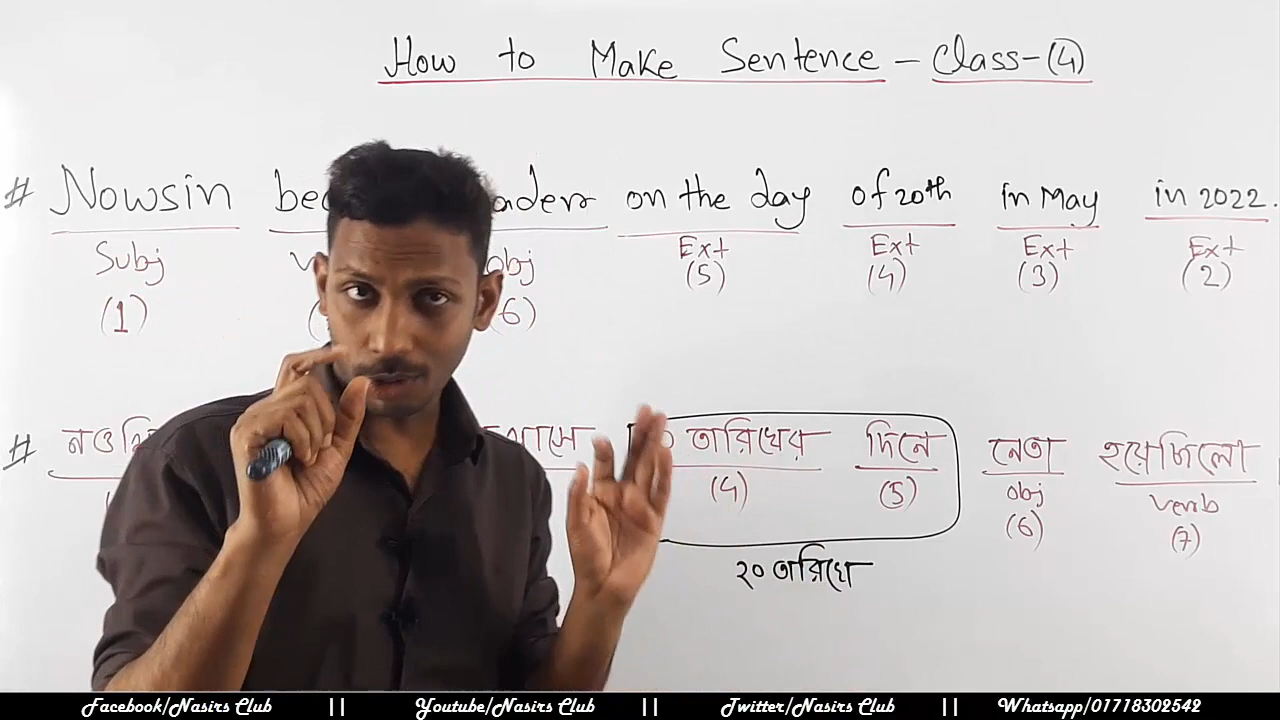 How to Make Sentence - Class-(4)
# Nowsin on the day of 20th in May in 2022.
Subj obj Ext Ext Ext Ext
(1) (6) (5) (4) (3) (2)
# তারিখের দিনে নেতা হয়েছিলো
(4) (5) obj verb
(6) (7)
২০ তারিখে
Facebook/Nasirs Club || Youtube/Nasirs Club || Twitter/Nasirs Club || Whatsapp/01718302542